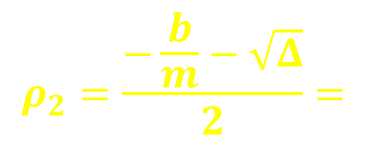 ρ₂ = (−b/m − √Δ)/2 =